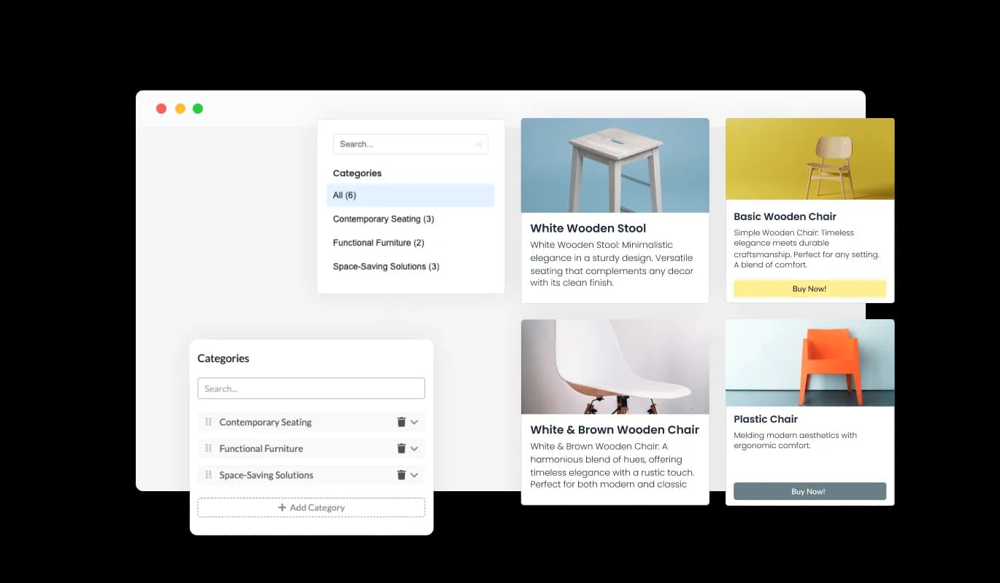 Search...
Categories
All (6)
Contemporary Seating (3)
Functional Furniture (2)
Space-Saving Solutions (3)
White Wooden Stool
White Wooden Stool: Minimalistic
elegance in a sturdy design. Versatile
seating that complements any decor
with its clean finish.
Basic Wooden Chair
Simple Wooden Chair: Timeless
elegance meets durable
craftsmanship. Perfect for any setting.
A blend of comfort.
Buy Now!
Categories
Search...
Contemporary Seating
Functional Furniture
Space-Saving Solutions
Add Category
White & Brown Wooden Chair
White & Brown Wooden Chair: A
harmonious blend of hues, offering
timeless elegance with a rustic touch.
Perfect for both modern and classic
Plastic Chair
Melding modern aesthetics with
ergonomic comfort.
Buy Now!